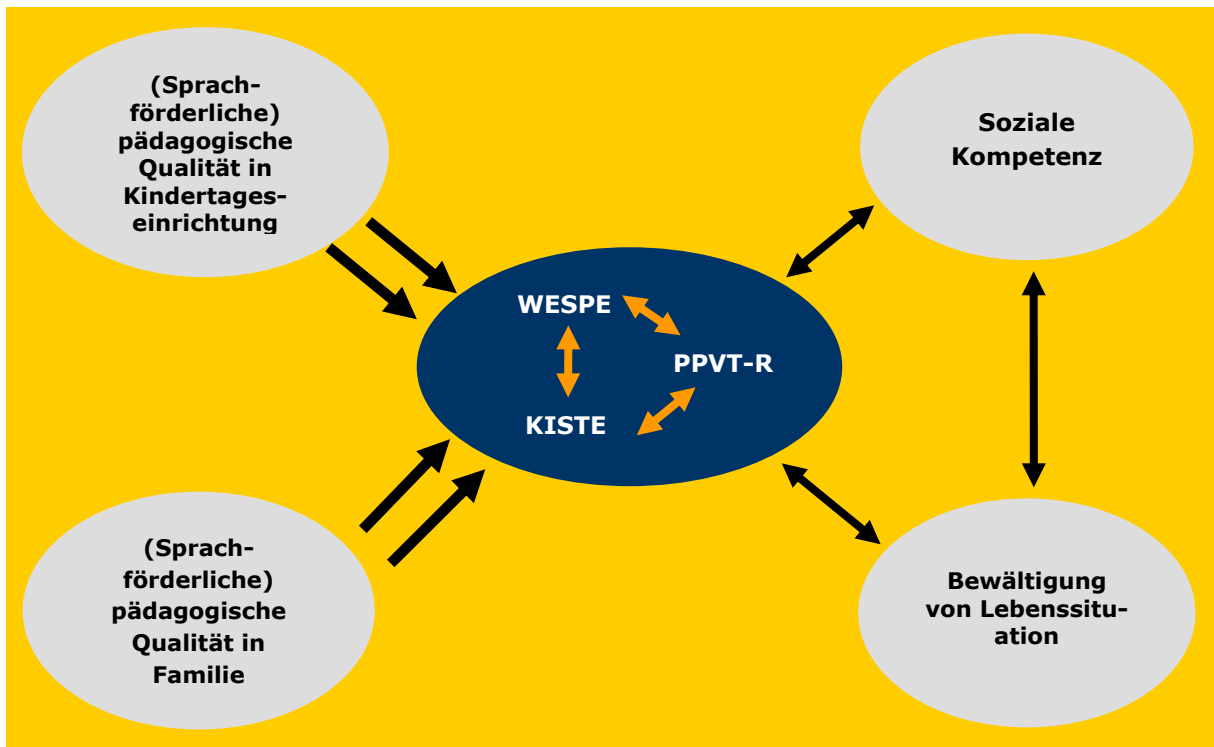 (Sprach-
förderliche)
pädagogische
Qualität in
Kindertages-
einrichtung
Soziale
Kompetenz
WESPE
PPVT-R
KISTE
(Sprach-
förderliche)
pädagogische
Qualität in
Familie
Bewältigung
von Lebenssitu-
ation